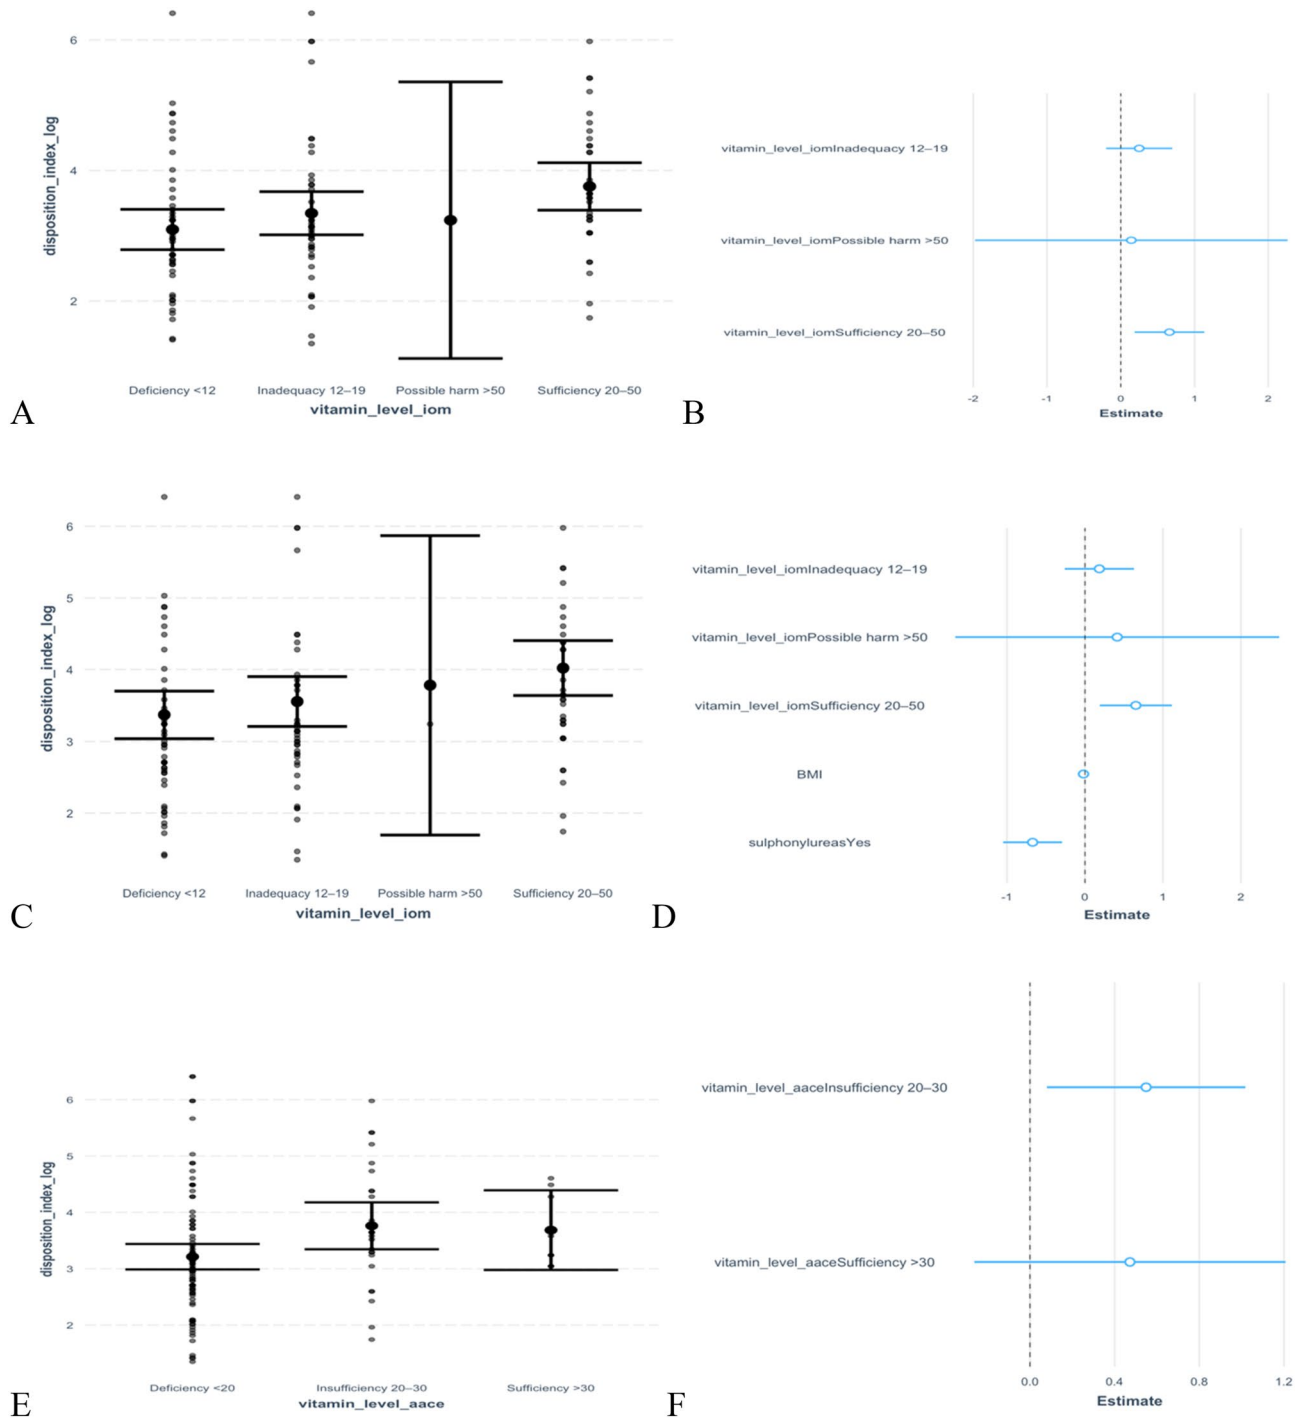 6
4
2
disposition_index_log
Deficiency <12 Inadequacy 12–19 Possible harm >50 Sufficiency 20–50
vitamin_level_iom
A
vitamin_level_iomInadequacy 12–19
vitamin_level_iomPossible harm >50
vitamin_level_iomSufficiency 20–50
-2 -1 0 1 2
Estimate
B
6
5
4
3
2
disposition_index_log
Deficiency <12 Inadequacy 12–19 Possible harm >50 Sufficiency 20–50
vitamin_level_iom
C
vitamin_level_iomInadequacy 12–19
vitamin_level_iomPossible harm >50
vitamin_level_iomSufficiency 20–50
BMI
sulphonylureasYes
-1 0 1 2
Estimate
D
6
5
4
3
2
disposition_index_log
Deficiency <20 Insufficiency 20–30 Sufficiency >30
vitamin_level_aace
E
vitamin_level_aaceInsufficiency 20–30
vitamin_level_aaceSufficiency >30
0.0 0.4 0.8 1.2
Estimate
F